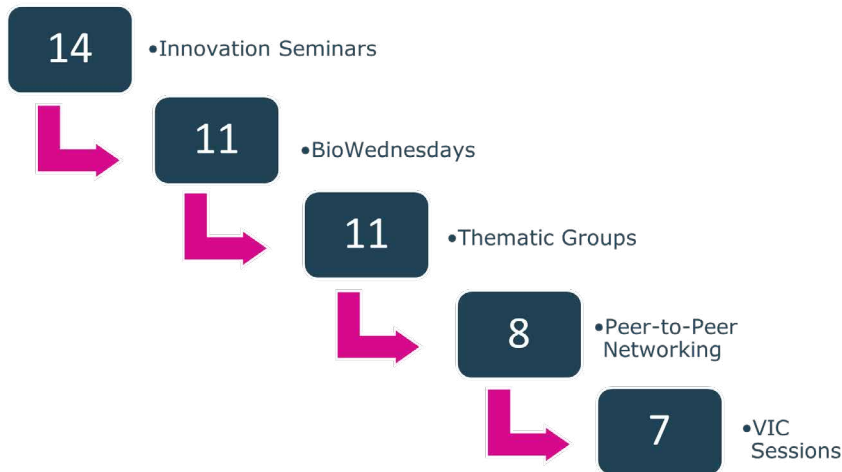 14
•Innovation Seminars
11
•BioWednesdays
11
•Thematic Groups
8
•Peer-to-Peer
Networking
7
•VIC
Sessions